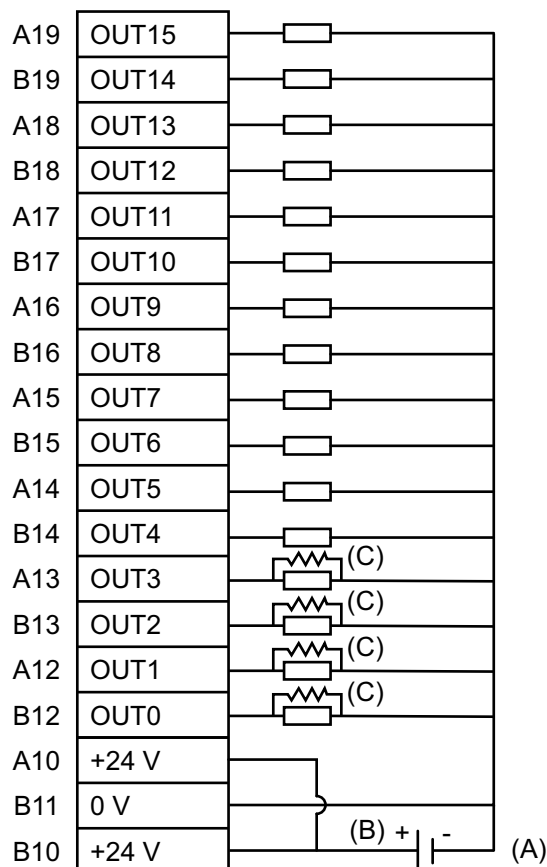 A19 OUT15
B19 OUT14
A18 OUT13
B18 OUT12
A17 OUT11
B17 OUT10
A16 OUT9
B16 OUT8
A15 OUT7
B15 OUT6
A14 OUT5
B14 OUT4
(C)
A13 OUT3
(C)
B13 OUT2
(C)
A12 OUT1
(C)
B12 OUT0
A10 +24 V
B11 0 V
B10 +24 V (B) + - (A)